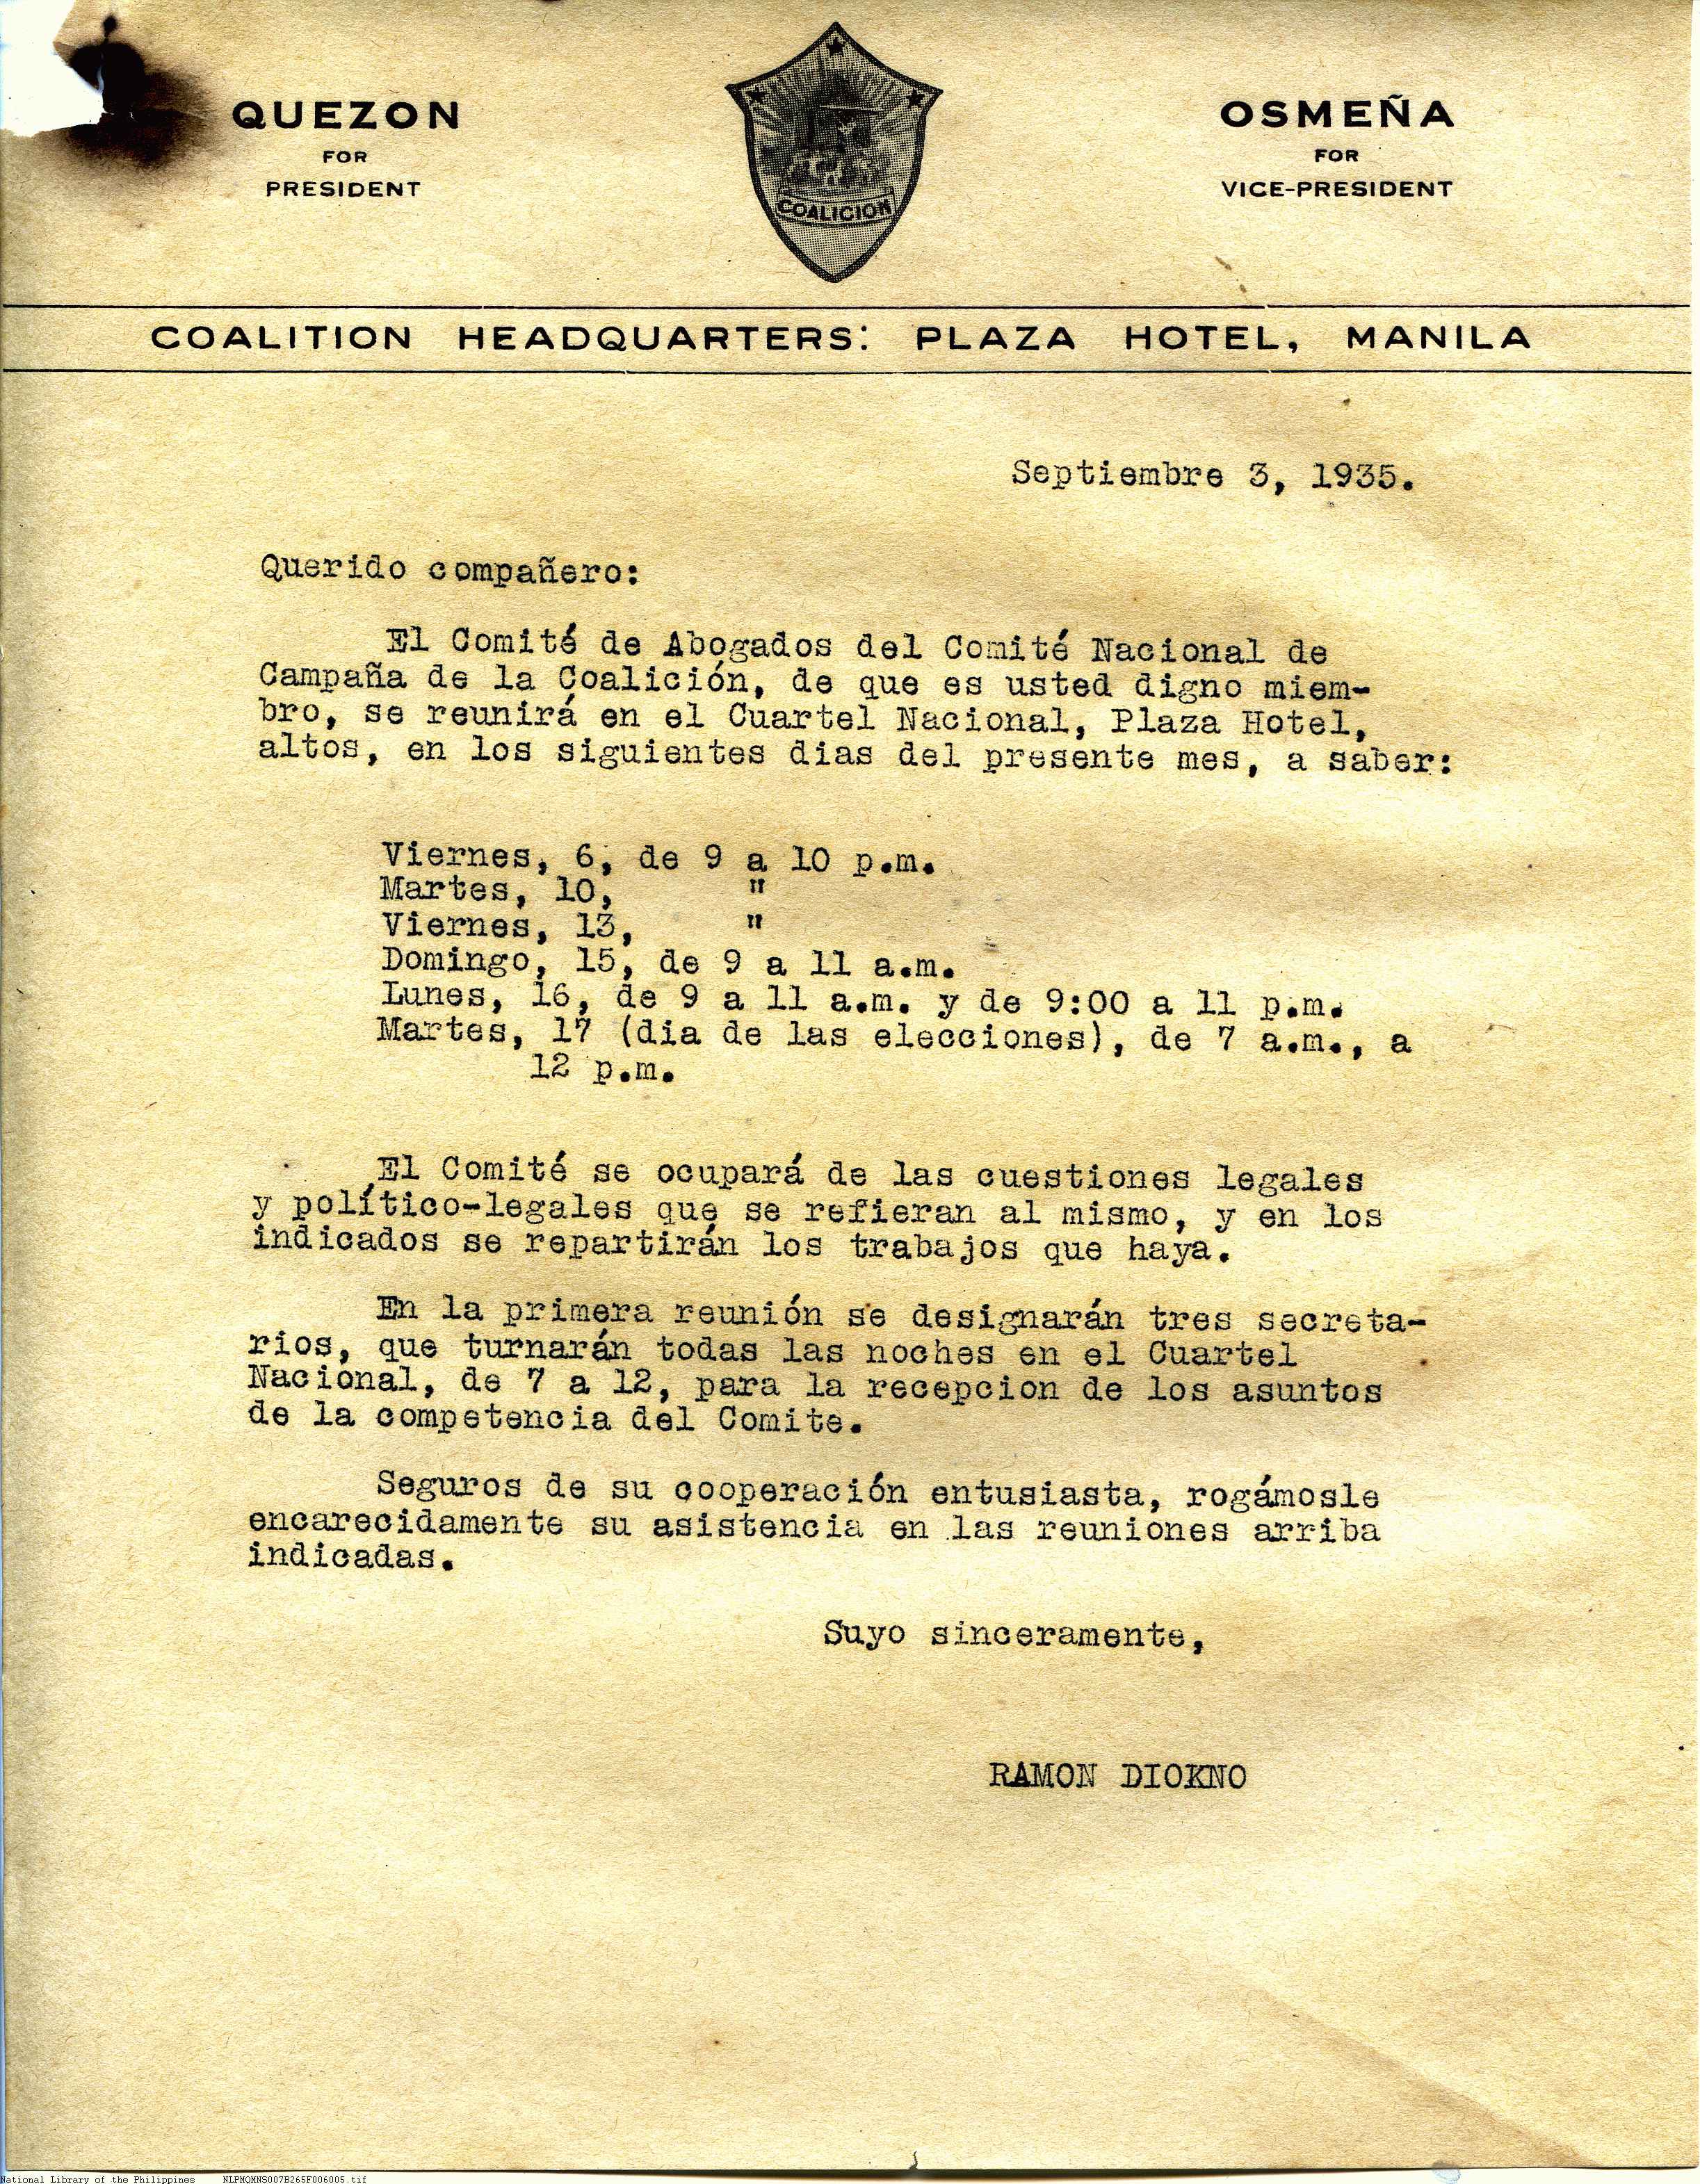 QUEZON
FOR
PRESIDENT
COALICION
OSMEÑA
FOR
VICE-PRESIDENT
COALITION HEADQUARTERS: PLAZA HOTEL, MANILA
Septiembre 3, 1935.
Querido compañero:
El Comité de Abogados del Comité Nacional de
Campaña de la Coalición, de que es usted digno miem-
bro, se reunirá en el Cuartel Nacional, Plaza Hotel,
altos, en los siguientes dias del presente mes, a saber:
Viernes, 6, de 9 a 10 p.m.
Martes, 10, "
Viernes, 13, "
Domingo, 15, de 9 a 11 a.m.
Lunes, 16, de 9 a 11 a.m. y de 9:00 a 11 p.m.
Martes, 17 (dia de las elecciones), de 7 a.m., a
12 p.m.
El Comité se ocupará de las cuestiones legales
y político-legales que se refieran al mismo, y en los
indicados se repartirán los trabajos que haya.
En la primera reunión se designarán tres secreta-
rios, que turnarán todas las noches en el Cuartel
Nacional, de 7 a 12, para la recepcion de los asuntos
de la competencia del Comite.
Seguros de su cooperación entusiasta, rogámosle
encarecidamente su asistencia en las reuniones arriba
indicadas.
Suyo sinceramente,
RAMON DIOKNO
National Library of the Philippines NLPMQMNS007B265F006005.tif